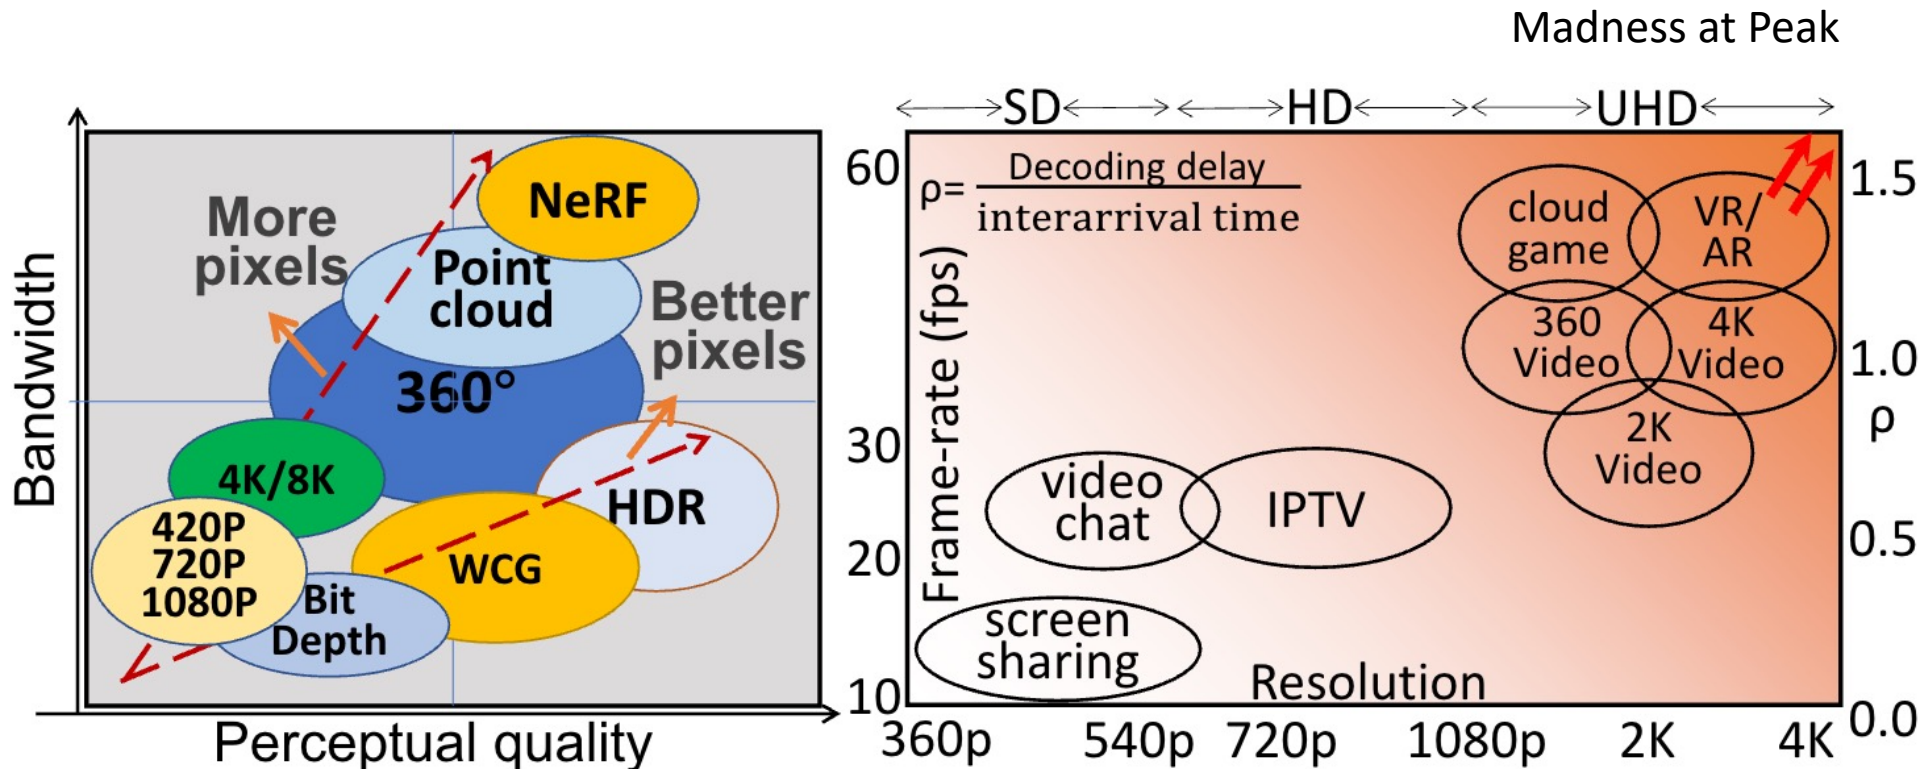 Madness at Peak
Bandwidth
More
pixels
NeRF
Point
cloud
Better
pixels
360°
4K/8K
HDR
420P
720P
1080P
WCG
Bit
Depth
Perceptual quality
SD
HD
UHD
60
30
20
10
Frame-rate (fps)
ρ= Decoding delay
interarrival time
cloud
game
VR/
AR
360
Video
4K
Video
2K
Video
video
chat
IPTV
screen
sharing
Resolution
1.5
1.0
ρ
0.5
0.0
360p 540p 720p 1080p 2K 4K